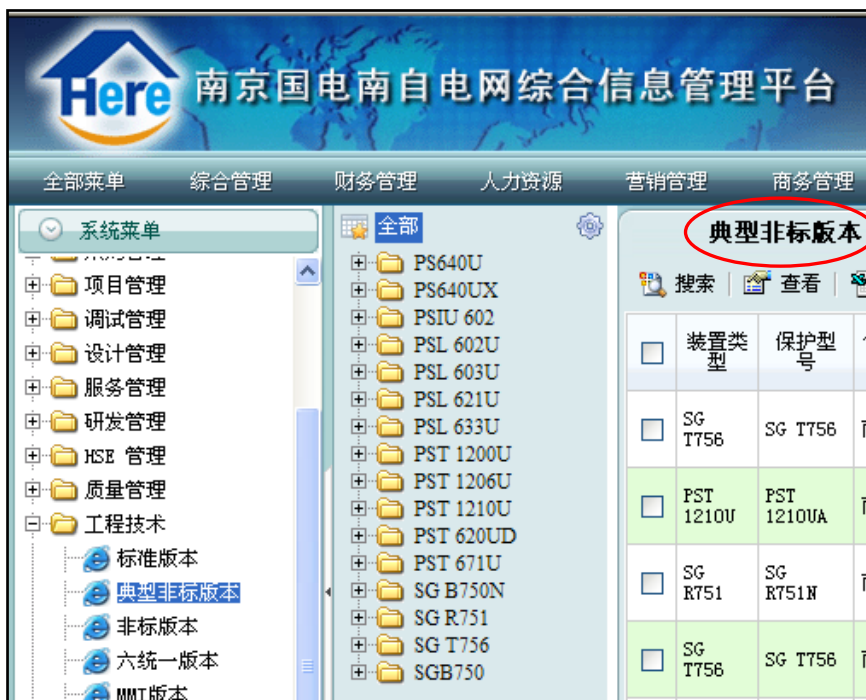 Here 南京国电南自电网综合信息管理平台
全部菜单 综合管理 财务管理 人力资源 营销管理 商务管理
系统菜单
项目管理
调试管理
设计管理
服务管理
研发管理
HSE 管理
质量管理
工程技术
标准版本
典型非标版本
非标版本
六统一版本
MMI版本
全部
PS640U
PS640UX
PSIU 602
PSL 602U
PSL 603U
PSL 621U
PSL 633U
PST 1200U
PST 1206U
PST 1210U
PST 620UD
PST 671U
SG B750N
SG R751
SG T756
SGB750
典型非标版本
搜索 查看
装置类型 保护型号
SG T756 SG T756
PST 1210U PST 1210UA
SG R751 SG R751N
SG T756 SG T756